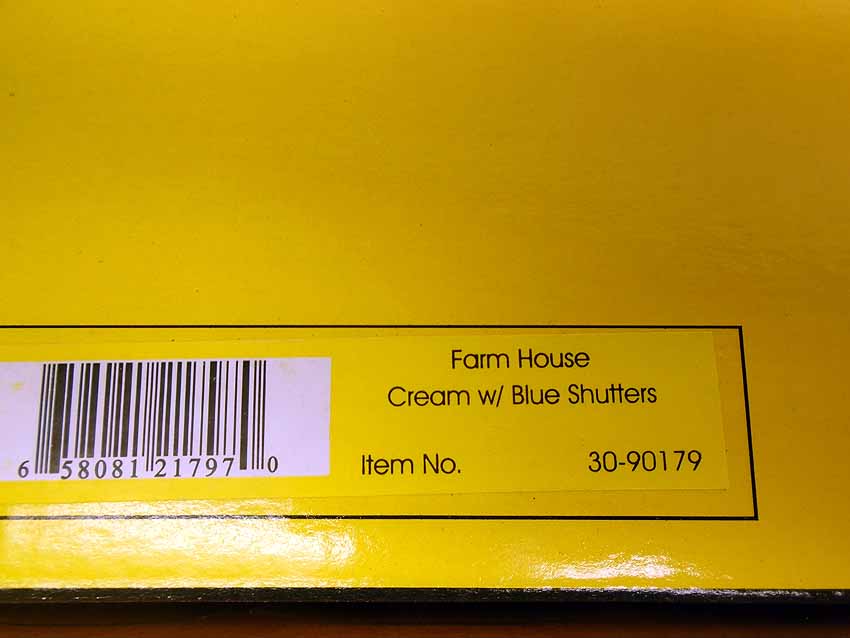 Farm House
Cream w/ Blue Shutters
Item No. 30-90179
6 58081 21797 0